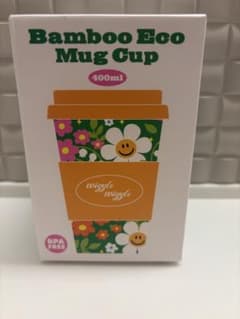 Bamboo Eco
Mug Cup
400ml
Wiggle
Wiggle
BPA
FREE